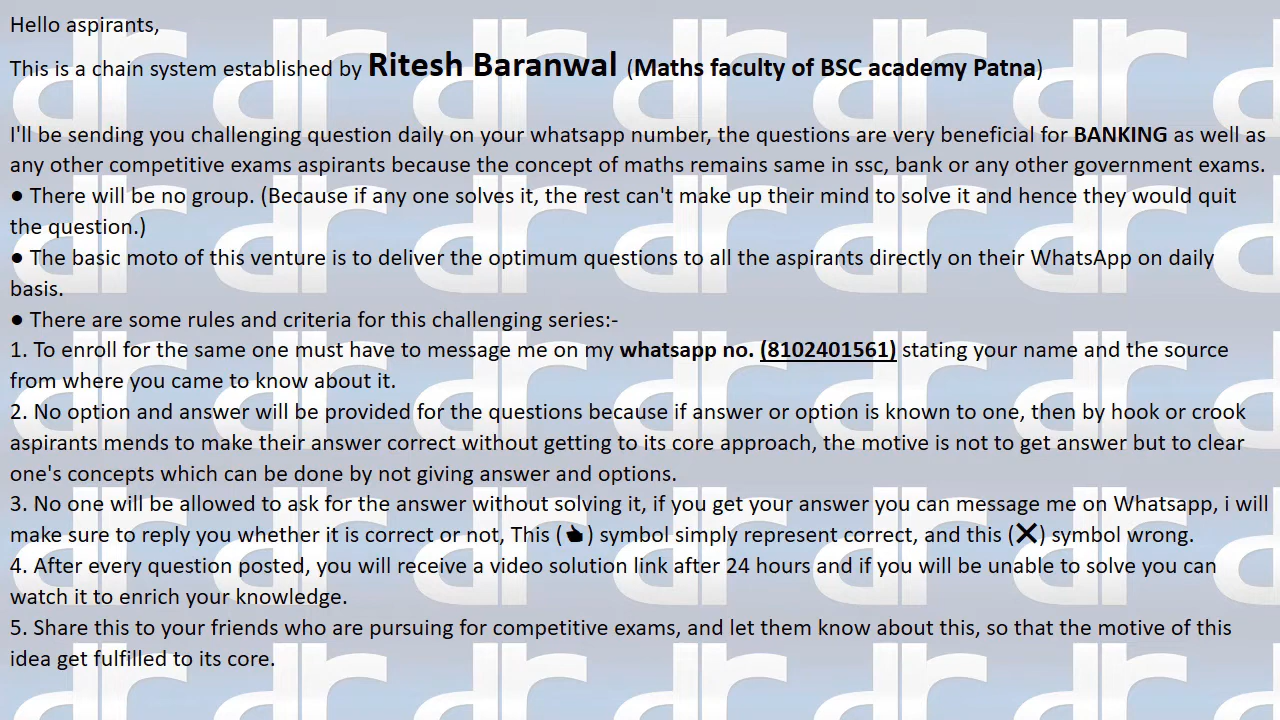 Hello aspirants,
This is a chain system established by Ritesh Baranwal (Maths faculty of BSC academy Patna)
I'll be sending you challenging question daily on your whatsapp number, the questions are very beneficial for BANKING as well as
any other competitive exams aspirants because the concept of maths remains same in ssc, bank or any other government exams.
● There will be no group. (Because if any one solves it, the rest can't make up their mind to solve it and hence they would quit
the question.)
● The basic moto of this venture is to deliver the optimum questions to all the aspirants directly on their WhatsApp on daily
basis.
● There are some rules and criteria for this challenging series:-
1. To enroll for the same one must have to message me on my whatsapp no. (8102401561) stating your name and the source
from where you came to know about it.
2. No option and answer will be provided for the questions because if answer or option is known to one, then by hook or crook
aspirants mends to make their answer correct without getting to its core approach, the motive is not to get answer but to clear
one's concepts which can be done by not giving answer and options.
3. No one will be allowed to ask for the answer without solving it, if you get your answer you can message me on Whatsapp, i will
make sure to reply you whether it is correct or not, This (👍) symbol simply represent correct, and this (❌) symbol wrong.
4. After every question posted, you will receive a video solution link after 24 hours and if you will be unable to solve you can
watch it to enrich your knowledge.
5. Share this to your friends who are pursuing for competitive exams, and let them know about this, so that the motive of this
idea get fulfilled to its core.